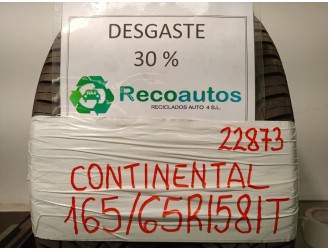 DESGASTE
30 %
Recoautos
RECICLADOS AUTO 4 S.L.
22873
CONTINENTAL
165/65R1581T